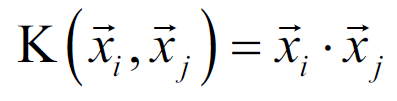 K(x⃗ᵢ, x⃗ⱼ) = x⃗ᵢ · x⃗ⱼ